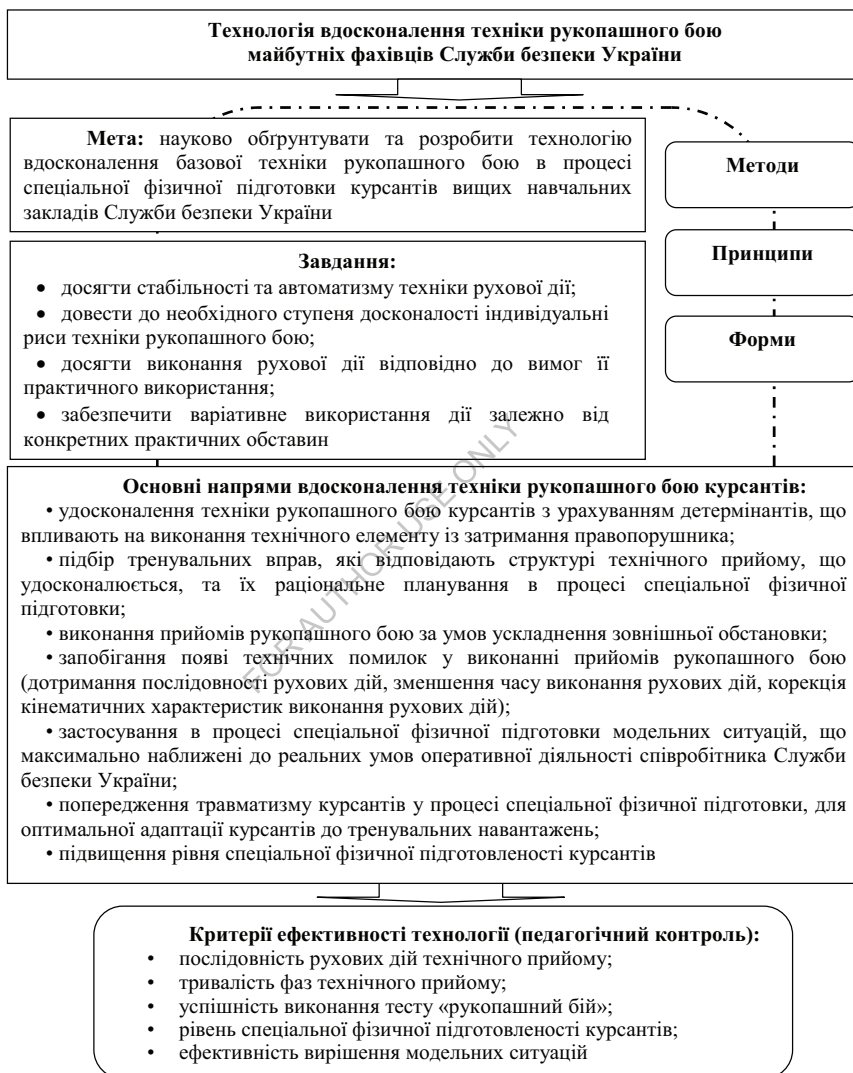 Технологія вдосконалення техніки рукопашного бою
майбутніх фахівців Служби безпеки України
Мета: науково обґрунтувати та розробити технологію
вдосконалення базової техніки рукопашного бою в процесі
спеціальної фізичної підготовки курсантів вищих навчальних
закладів Служби безпеки України
Методи
Принципи
Форми
Завдання:
• досягти стабільності та автоматизму техніки рухової дії;
• довести до необхідного ступеня досконалості індивідуальні
риси техніки рукопашного бою;
• досягти виконання рухової дії відповідно до вимог її
практичного використання;
• забезпечити варіативне використання дії залежно від
конкретних практичних обставин
Основні напрями вдосконалення техніки рукопашного бою курсантів:
• удосконалення техніки рукопашного бою курсантів з урахуванням детермінантів, що
впливають на виконання технічного елементу із затримання правопорушника;
• підбір тренувальних вправ, які відповідають структурі технічного прийому, що
удосконалюється, та їх раціональне планування в процесі спеціальної фізичної
підготовки;
• виконання прийомів рукопашного бою за умов ускладнення зовнішньої обстановки;
• запобігання появі технічних помилок у виконанні прийомів рукопашного бою
(дотримання послідовності рухових дій, зменшення часу виконання рухових дій, корекція
кінематичних характеристик виконання рухових дій);
• застосування в процесі спеціальної фізичної підготовки модельних ситуацій, що
максимально наближені до реальних умов оперативної діяльності співробітника Служби
безпеки України;
• попередження травматизму курсантів у процесі спеціальної фізичної підготовки, для
оптимальної адаптації курсантів до тренувальних навантажень;
• підвищення рівня спеціальної фізичної підготовленості курсантів
Критерії ефективності технології (педагогічний контроль):
• послідовність рухових дій технічного прийому;
• тривалість фаз технічного прийому;
• успішність виконання тесту «рукопашний бій»;
• рівень спеціальної фізичної підготовленості курсантів;
• ефективність вирішення модельних ситуацій
FOR AUTHOR USE ONLY